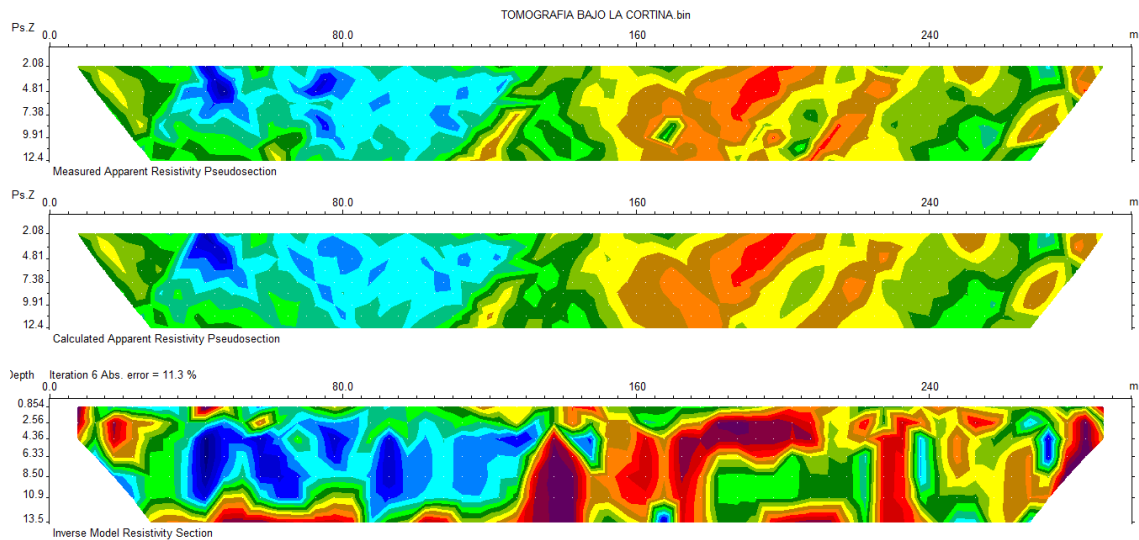 TOMOGRAFIA BAJO LA CORTINA.bin
Ps.Z 0.0 80.0 160 240 m
2.08
4.81
7.38
9.91
12.4
Measured Apparent Resistivity Pseudosection
Ps.Z 0.0 80.0 160 240 m
2.08
4.81
7.38
9.91
12.4
Calculated Apparent Resistivity Pseudosection
Depth Iteration 6 Abs. error = 11.3 %
0.0 80.0 160 240 m
0.854
2.56
4.36
6.33
8.50
10.9
13.5
Inverse Model Resistivity Section